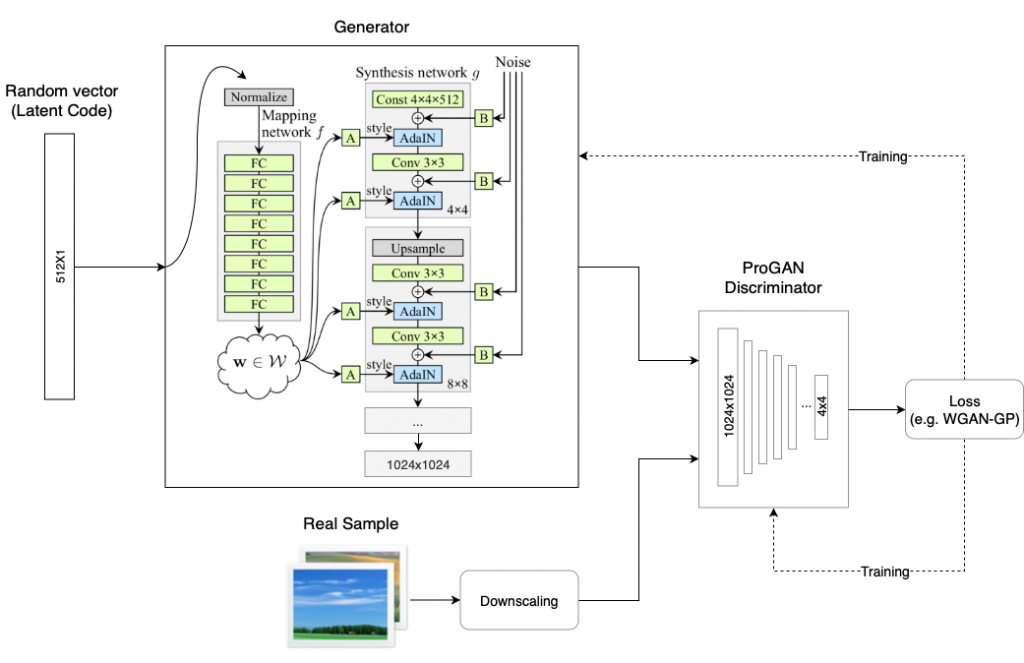 Generator
Random vector
(Latent Code)
512X1
Normalize
Mapping
network f
FC
FC
FC
FC
FC
FC
FC
FC
w ∈ W
Synthesis network g
Noise
Const 4×4×512
B
A
style
AdaIN
Conv 3×3
B
A
style
AdaIN
4×4
Upsample
Conv 3×3
B
A
style
AdaIN
Conv 3×3
B
A
style
AdaIN
8×8
...
1024x1024
Training
ProGAN
Discriminator
1024x1024
...
4x4
Loss
(e.g. WGAN-GP)
Training
Real Sample
Downscaling